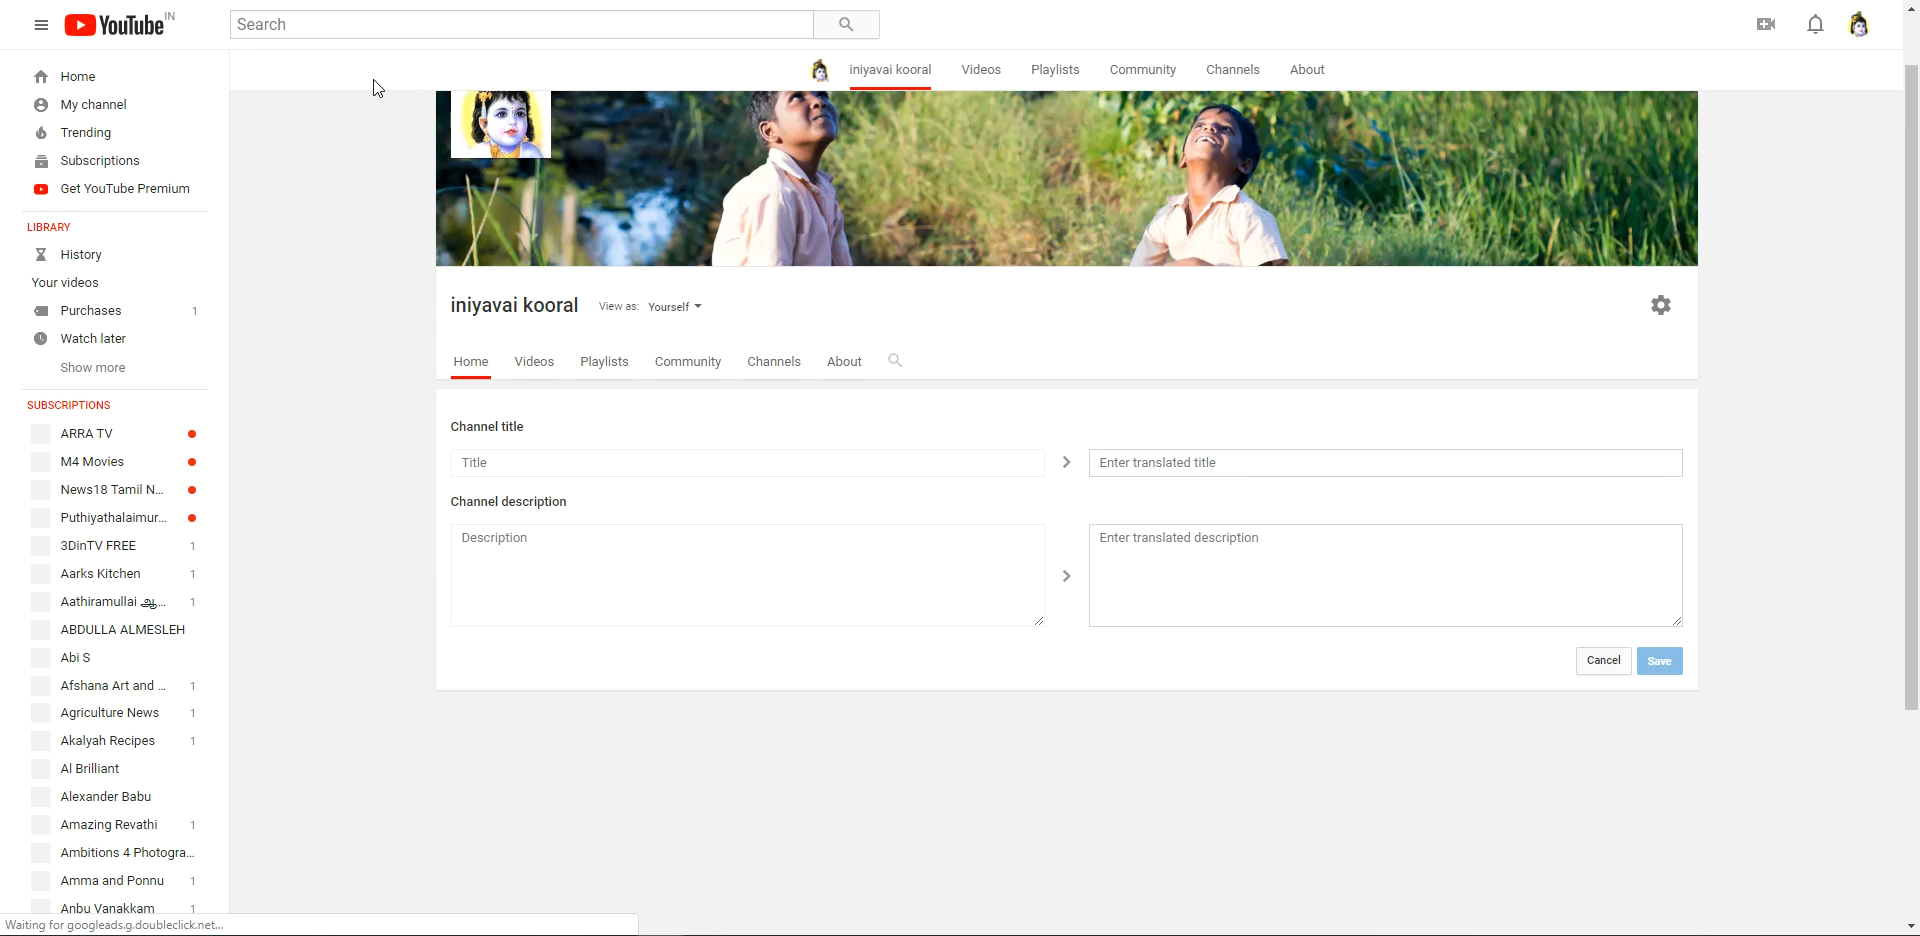 YouTube IN
Search
Home
My channel
Trending
Subscriptions
Get YouTube Premium
LIBRARY
History
Your videos
Purchases 1
Watch later
Show more
SUBSCRIPTIONS
ARRA TV
M4 Movies
News18 Tamil N...
Puthiyathalaimur...
3DinTV FREE 1
Aarks Kitchen 1
Aathiramullai ஆ... 1
ABDULLA ALMESLEH
Abi S
Afshana Art and ... 1
Agriculture News 1
Akalyah Recipes 1
Al Brilliant
Alexander Babu
Amazing Revathi 1
Ambitions 4 Photogra...
Amma and Ponnu 1
Anbu Vanakkam 1
Waiting for googleads.g.doubleclick.net...
iniyavai kooral Videos Playlists Community Channels About
iniyavai kooral View as: Yourself
Home Videos Playlists Community Channels About
Channel title
Title Enter translated title
Channel description
Description Enter translated description
Cancel Save